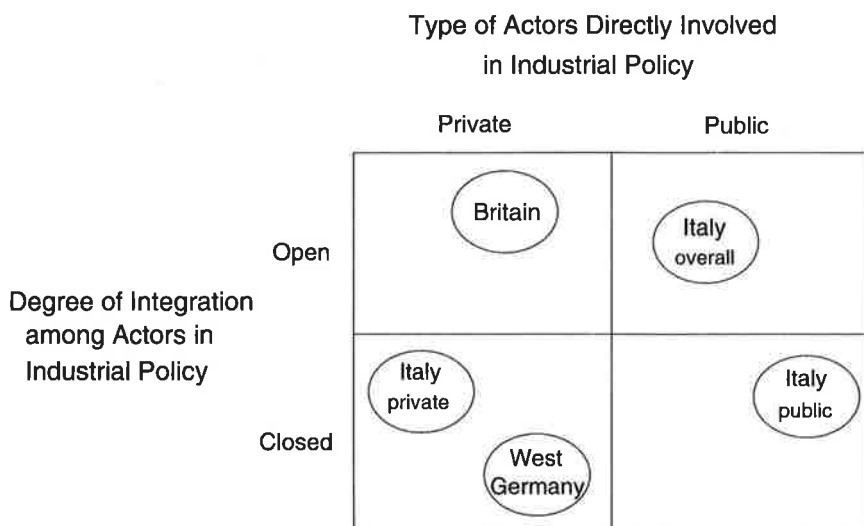 Type of Actors Directly Involved
in Industrial Policy
Private
Public
Britain
Italy
overall
Open
Degree of Integration
among Actors in
Industrial Policy
Italy
private
Italy
public
Closed
West
Germany